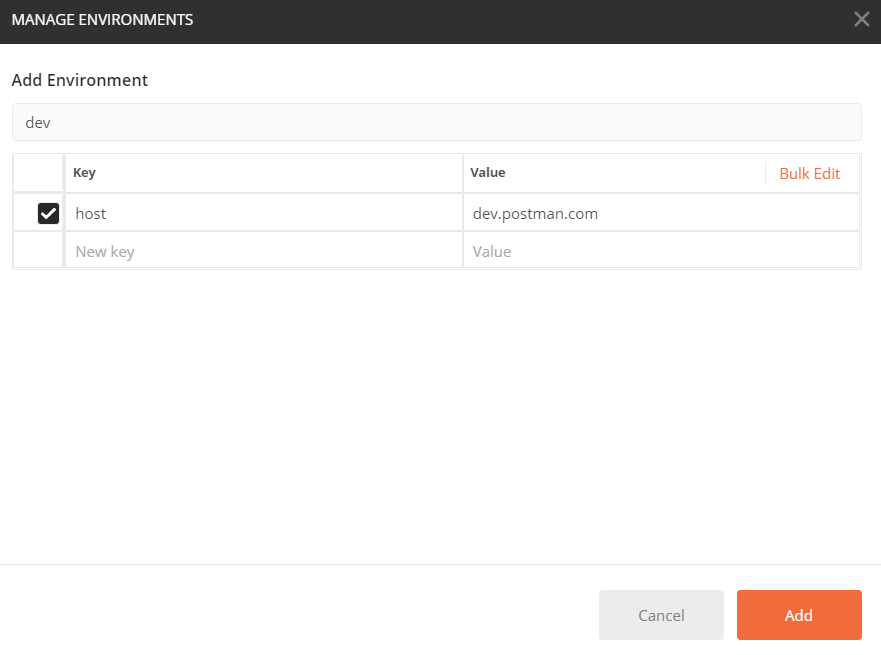 MANAGE ENVIRONMENTS
Add Environment
dev
Key Value Bulk Edit
host dev.postman.com
New key Value
Cancel Add